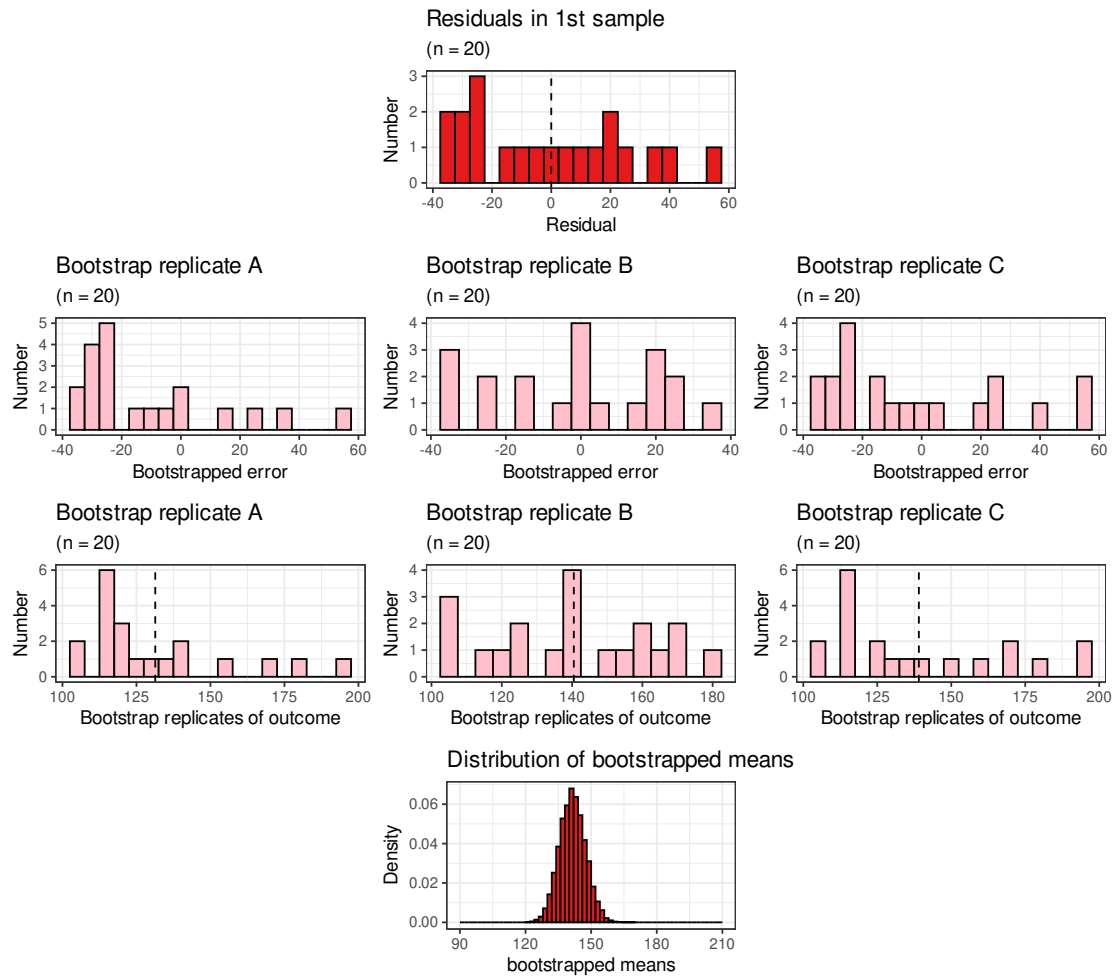 Residuals in 1st sample
(n = 20)
Number
3
2
1
0
-40 -20 0 20 40 60
Residual
Bootstrap replicate A
(n = 20)
Number
5
4
3
2
1
0
-40 -20 0 20 40 60
Bootstrapped error
Bootstrap replicate B
(n = 20)
Number
4
3
2
1
0
-40 -20 0 20 40
Bootstrapped error
Bootstrap replicate C
(n = 20)
Number
4
3
2
1
0
-40 -20 0 20 40 60
Bootstrapped error
Bootstrap replicate A
(n = 20)
Number
6
4
2
0
100 125 150 175 200
Bootstrap replicates of outcome
Bootstrap replicate B
(n = 20)
Number
4
3
2
1
0
100 120 140 160 180
Bootstrap replicates of outcome
Bootstrap replicate C
(n = 20)
Number
6
4
2
0
100 125 150 175 200
Bootstrap replicates of outcome
Distribution of bootstrapped means
Density
0.06
0.04
0.02
0.00
90 120 150 180 210
bootstrapped means